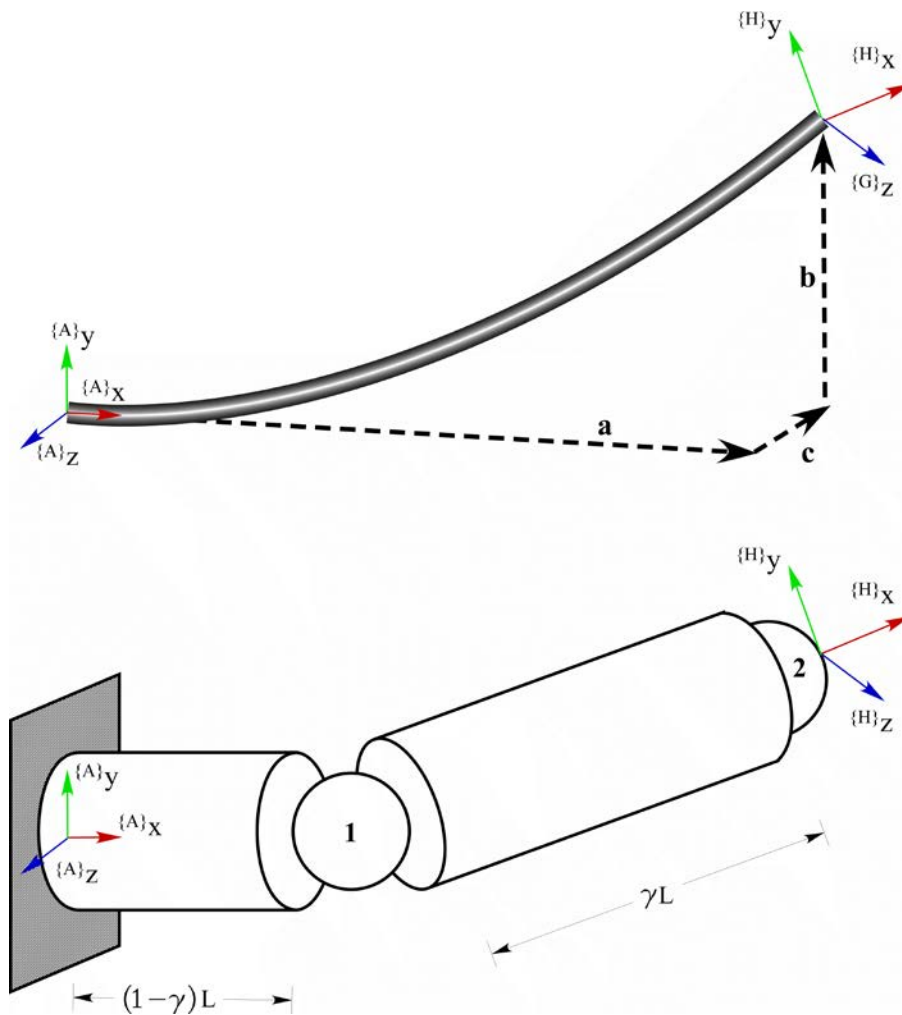 {H}y
{H}x
{G}z
b
{A}y
{A}x
a
{A}z
c
{H}y
{H}x
2
{H}z
{A}y
{A}x
1
{A}z
γL
(1-γ)L